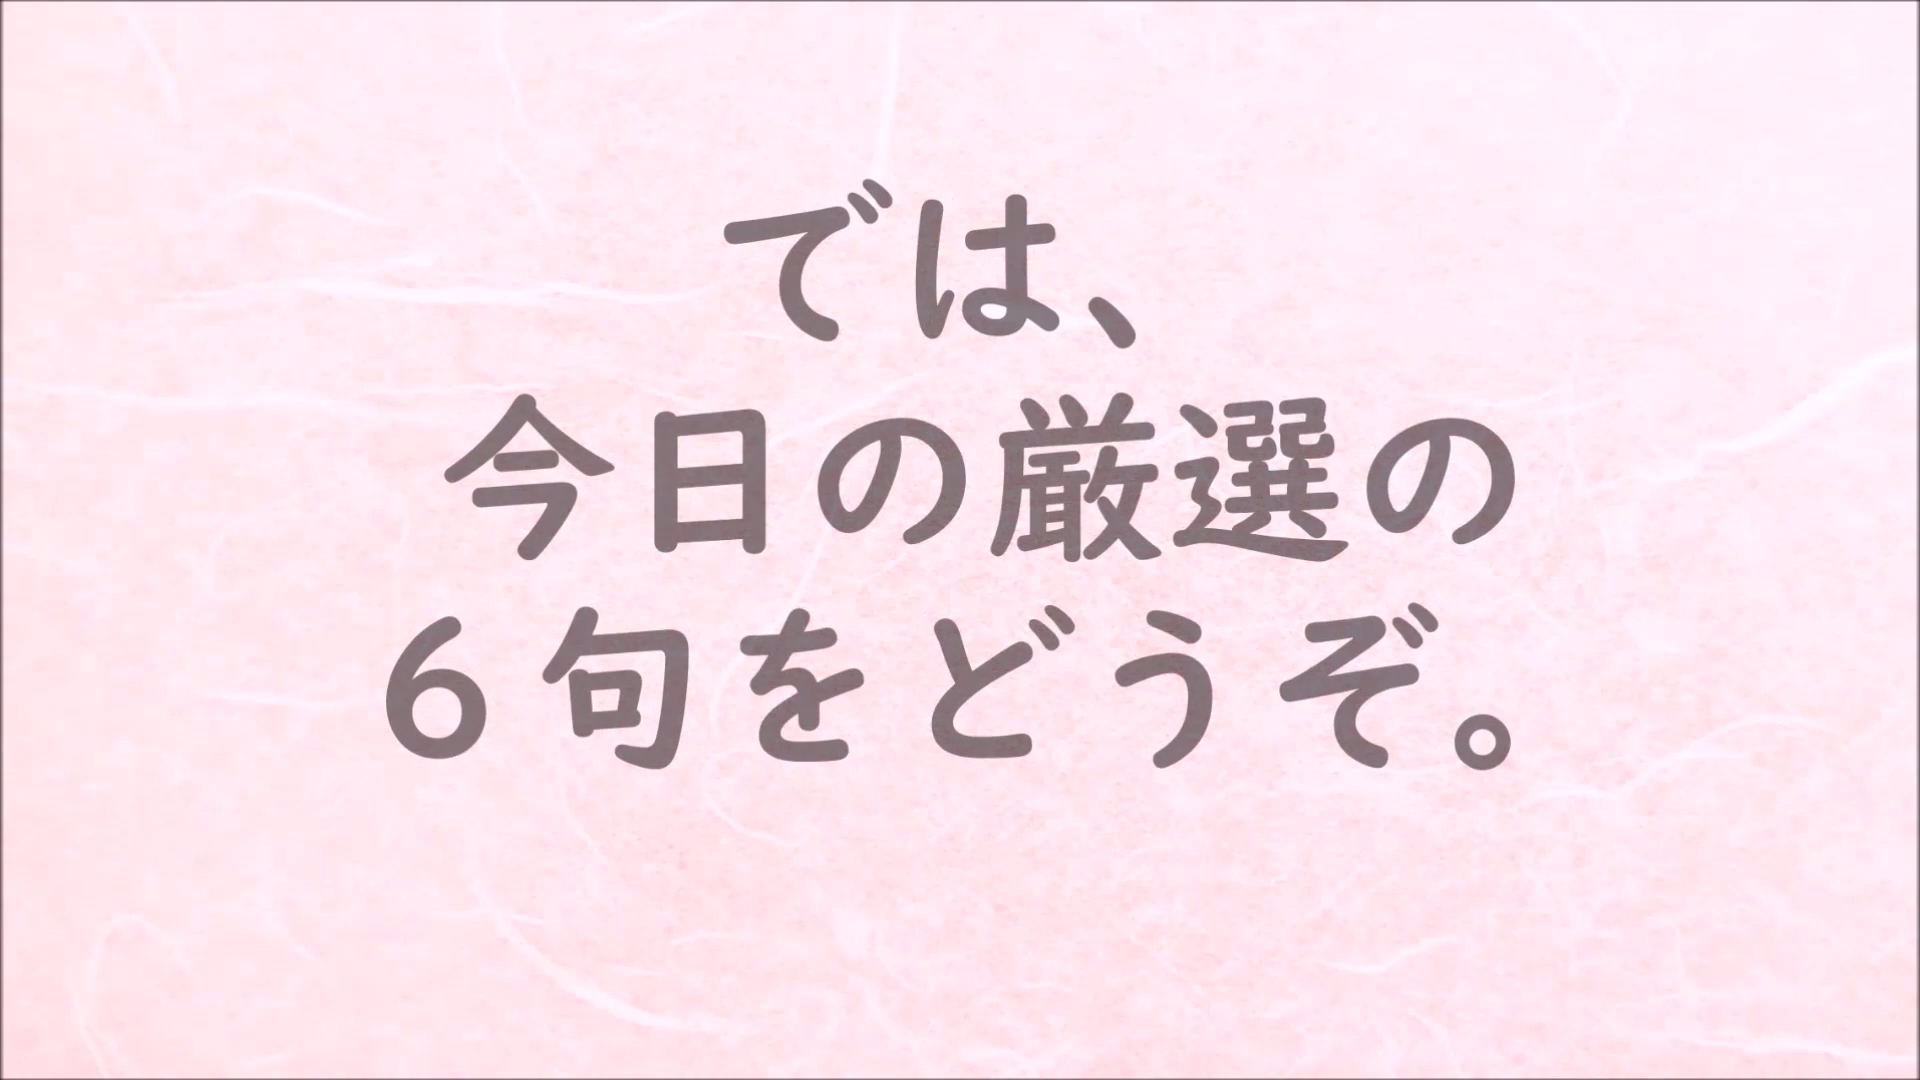 では、
今日の厳選の
６句をどうぞ。